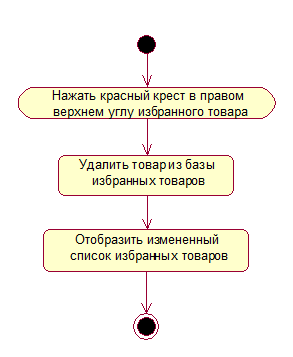 Нажать красный крест в правом
верхнем углу избранного товара
Удалить товар из базы
избранных товаров
Отобразить измененный
список избранных товаров